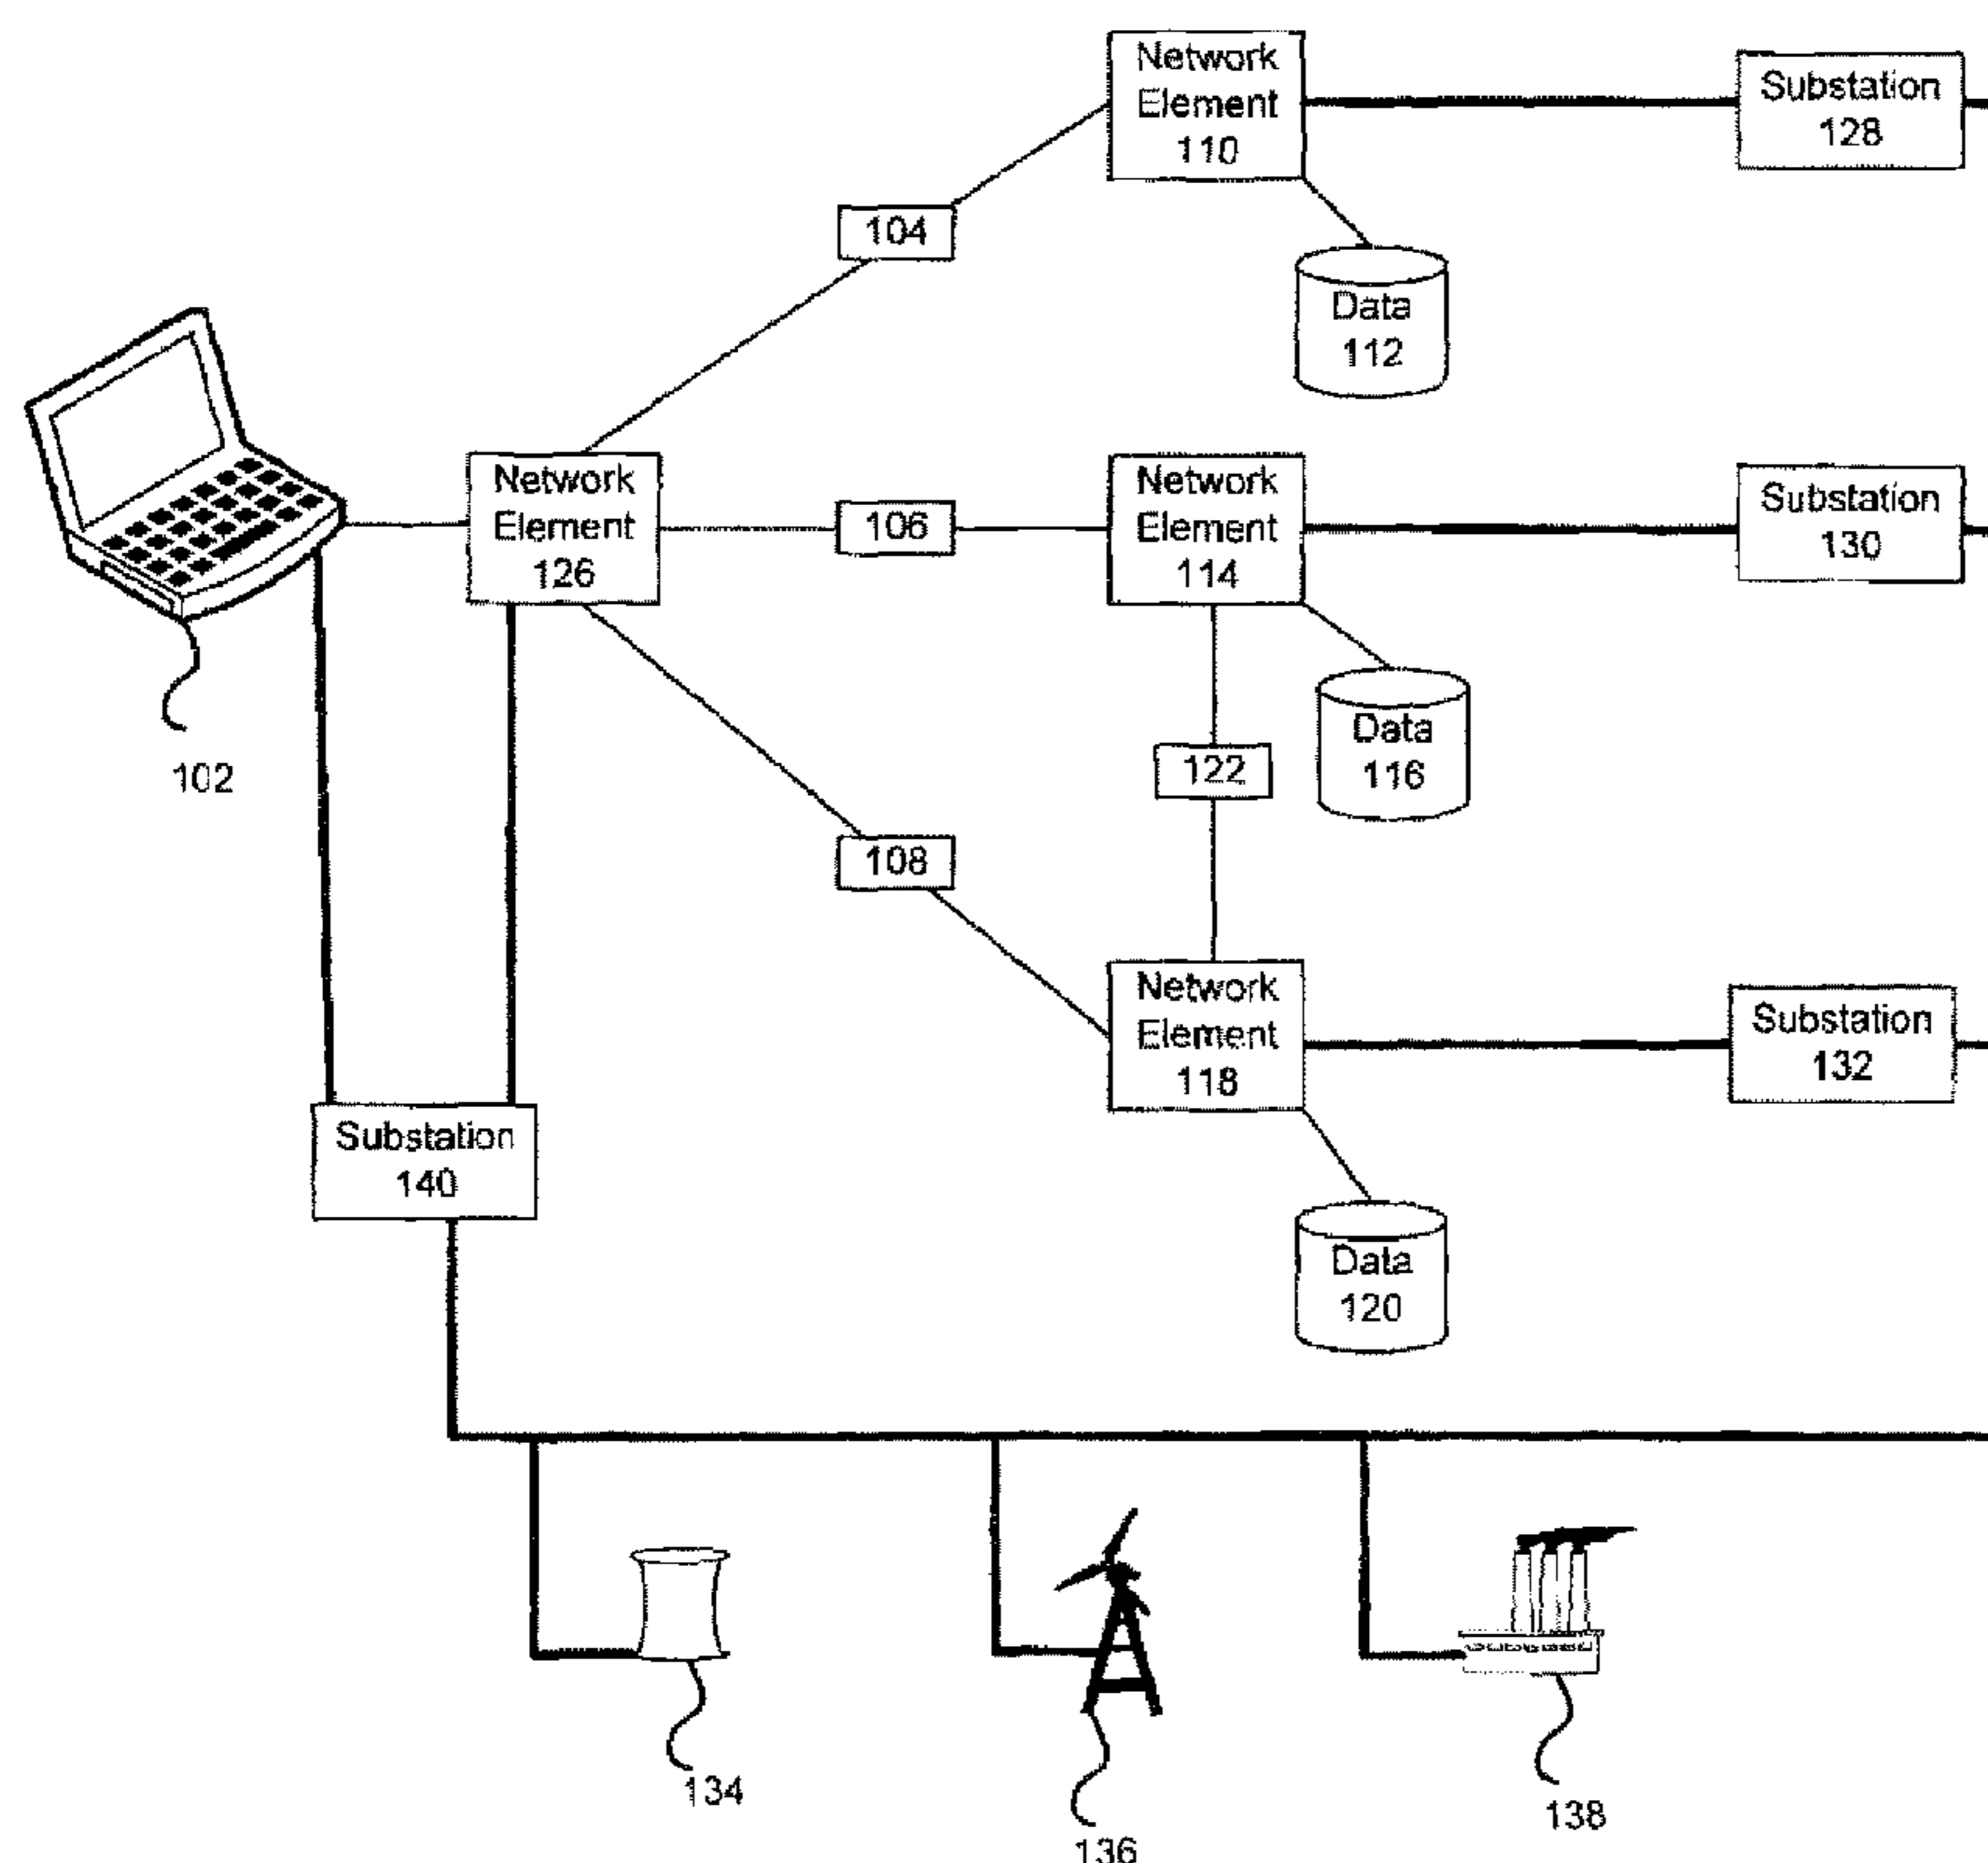 Network
Element
110
Substation
128
104
Data
112
Network
Element
126
106
Network
Element
114
Substation
130
Data
116
102
122
108
Network
Element
118
Substation
132
Substation
140
Data
120
134
136
138